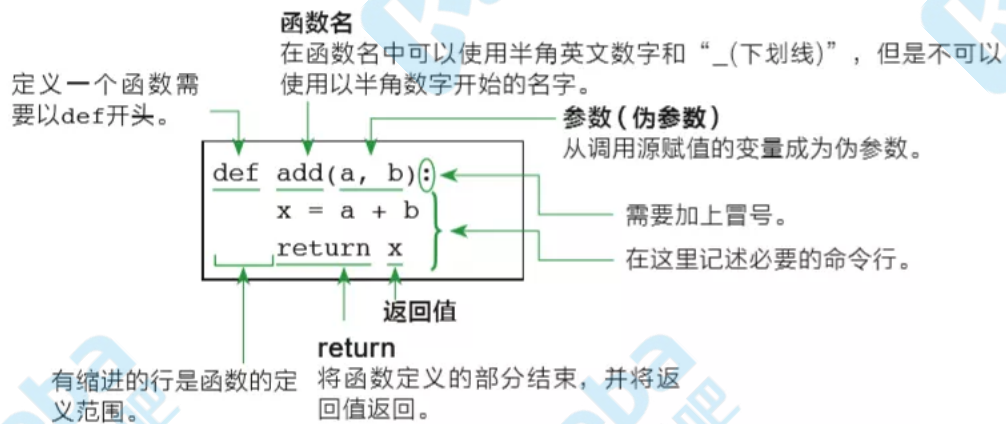 函数名
在函数名中可以使用半角英文数字和“_(下划线)”，但是不可以
使用以半角数字开始的名字。
定义一个函数需
要以def开头。
参数(伪参数)
从调用源赋值的变量成为伪参数。
def add(a, b):
x = a + b
return x
需要加上冒号。
在这里记述必要的命令行。
返回值
return
将函数定义的部分结束，并将返
回值返回。
有缩进的行是函数的定
义范围。